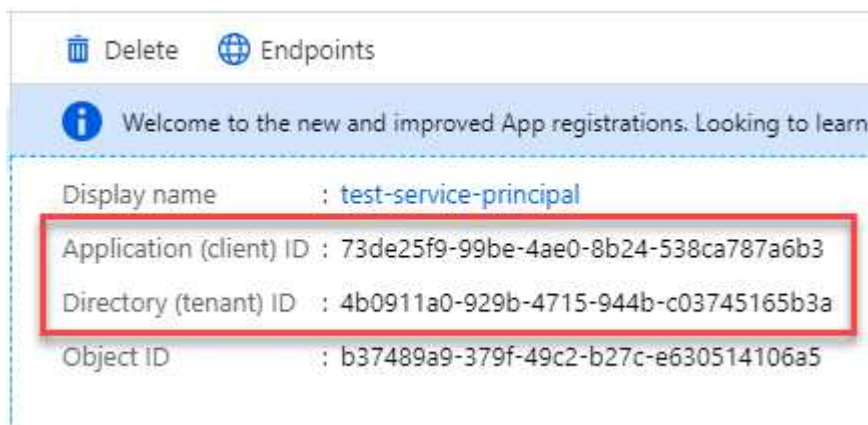 Delete Endpoints
Welcome to the new and improved App registrations. Looking to learn
Display name : test-service-principal
Application (client) ID : 73de25f9-99be-4ae0-8b24-538ca787a6b3
Directory (tenant) ID : 4b0911a0-929b-4715-944b-c03745165b3a
Object ID : b37489a9-379f-49c2-b27c-e630514106a5